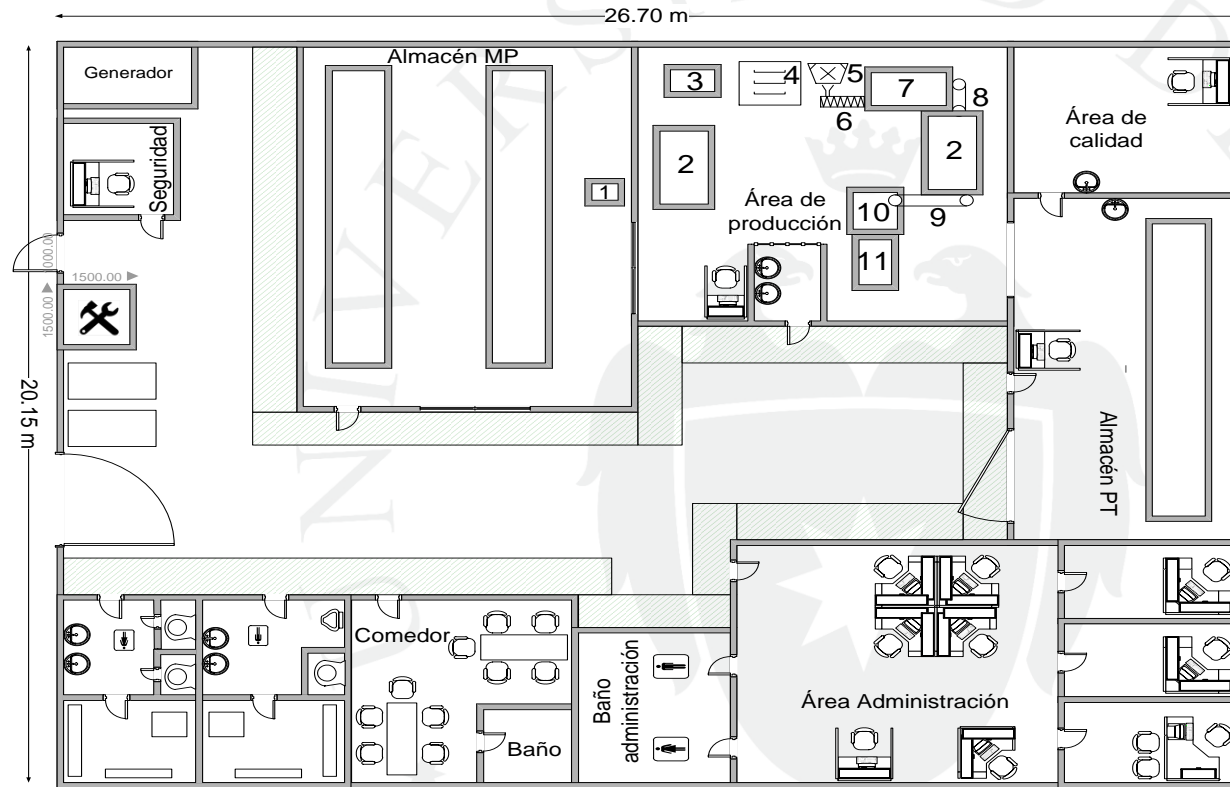 26.70 m
20.15 m
Generador
Seguridad
1500.00
1500.00
Almacén MP
1
2
3
4
5
6
7
8
2
9
10
11
Área de
producción
Área de
calidad
Almacén PT
Comedor
Baño
Baño
administración
Área Administración